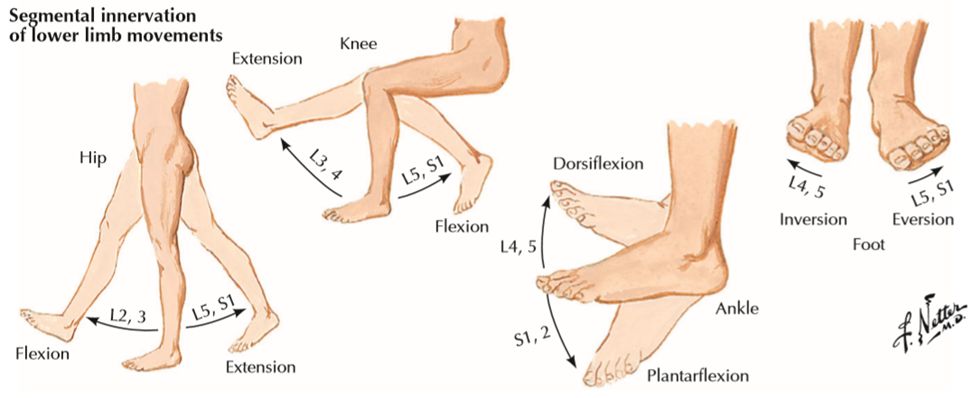 Segmental innervation
of lower limb movements
Knee
Extension
L3, 4
L5, S1
Flexion
Hip
L2, 3
L5, S1
Flexion
Extension
Dorsiflexion
L4, 5
S1, 2
Ankle
Plantarflexion
L4, 5
L5, S1
Inversion
Eversion
Foot
F. Netter
M.D.